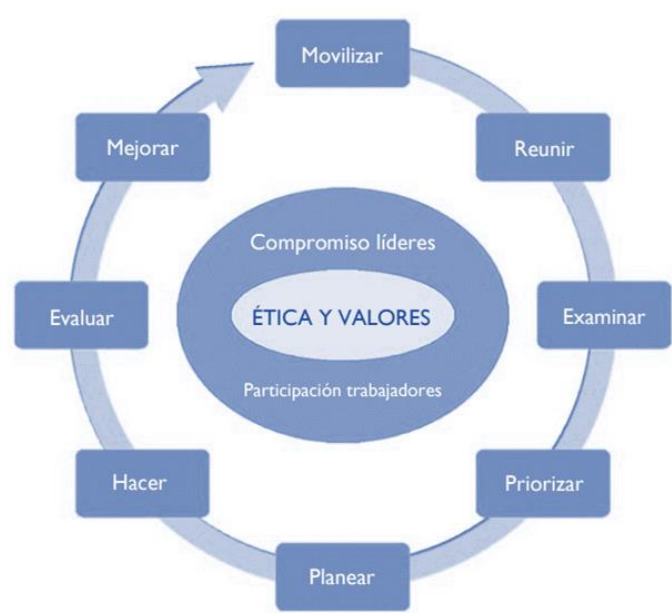 Movilizar
Reunir
Examinar
Priorizar
Planear
Hacer
Evaluar
Mejorar
Compromiso líderes
ÉTICA Y VALORES
Participación trabajadores